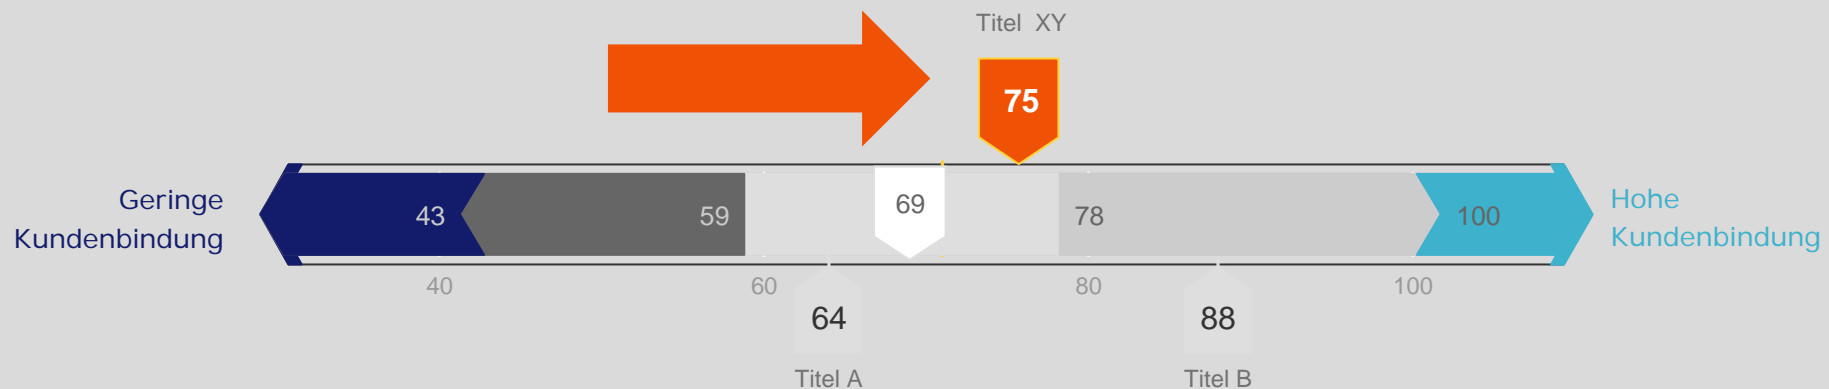 Titel XY
75
Geringe
Kundenbindung
43
59
69
78
100
Hohe
Kundenbindung
40
60
80
100
64
88
Titel A
Titel B